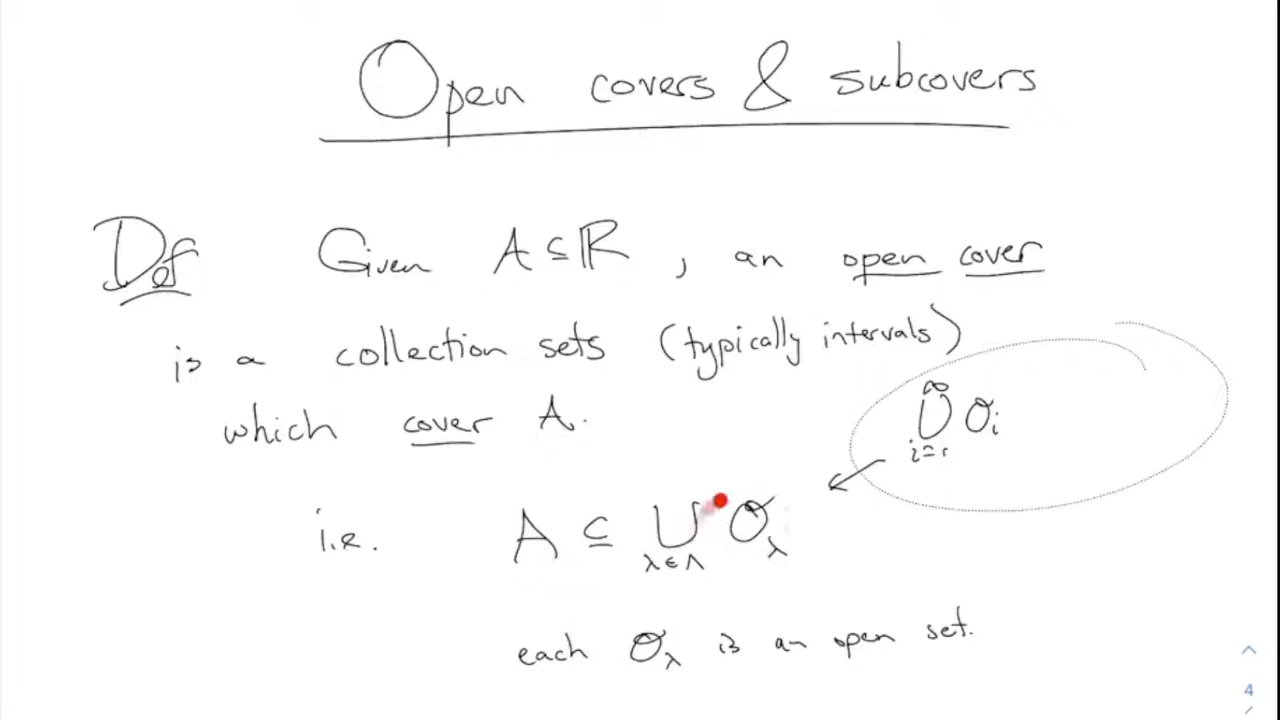 Open covers & subcovers
Def Given A ⊆ ℝ, an open cover
is a collection sets (typically intervals)
which cover A.
∞
⋃ O_i
i=1
i.e. A ⊆ ⋃ O_λ
λ∈Λ
each O_λ is an open set.
4